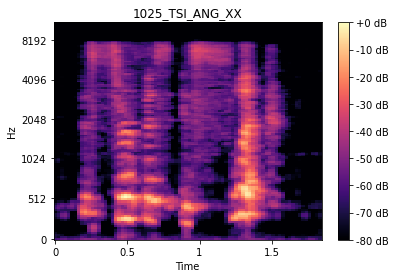 1025_TSI_ANG_XX
+0 dB
8192
-10 dB
4096
-20 dB
-30 dB
2048
Hz
-40 dB
1024
-50 dB
512
-60 dB
-70 dB
0
-80 dB
0 0.5 1 1.5
Time